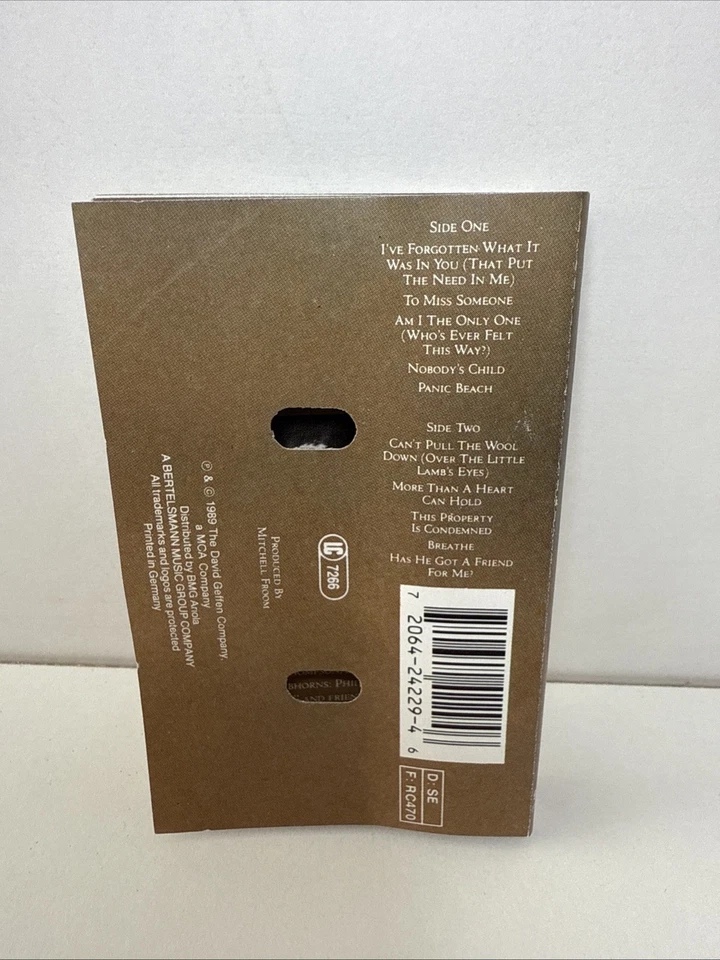 SIDE ONE
I'VE FORGOTTEN WHAT IT
WAS IN YOU (THAT PUT
THE NEED IN ME)
TO MISS SOMEONE
AM I THE ONLY ONE
(WHO'S EVER FELT
THIS WAY?)
NOBODY'S CHILD
PANIC BEACH
SIDE TWO
CAN'T PULL THE WOOL
DOWN (OVER THE LITTLE
LAMB'S EYES)
MORE THAN A HEART
CAN HOLD
THIS PROPERTY
IS CONDEMNED
BREATHE
HAS HE GOT A FRIEND
FOR ME?
7 2064-24229-4 6
D: SE
F: RC470
LC 7266
PRODUCED BY
MITCHELL FROOM
℗ & © 1989 The David Geffen Company,
a MCA Company
Distributed by BMG Ariola
A BERTELSMANN MUSIC GROUP COMPANY
All trademarks and logos are protected
Printed in Germany
BHORNS: PHIL
AND FRIEN